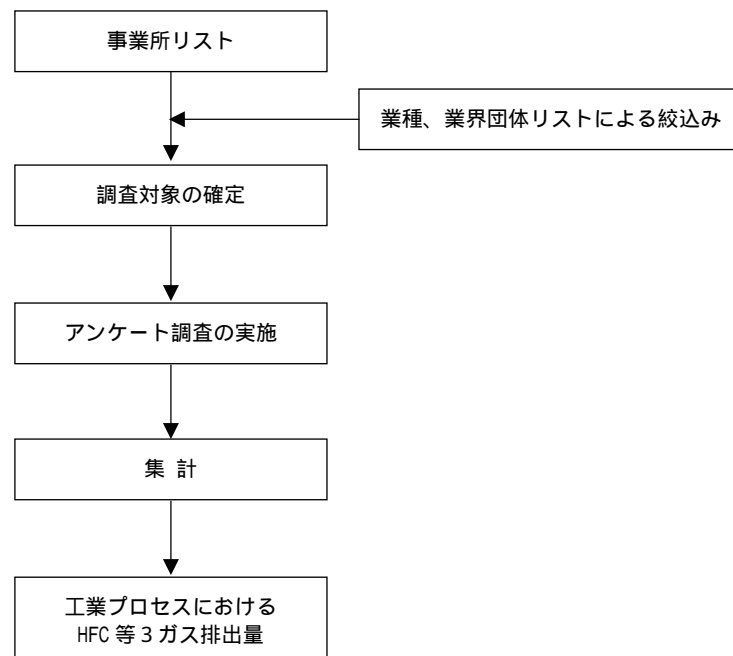 事業所リスト
業種、業界団体リストによる絞込み
調査対象の確定
アンケート調査の実施
集 計
工業プロセスにおける
HFC 等３ガス排出量